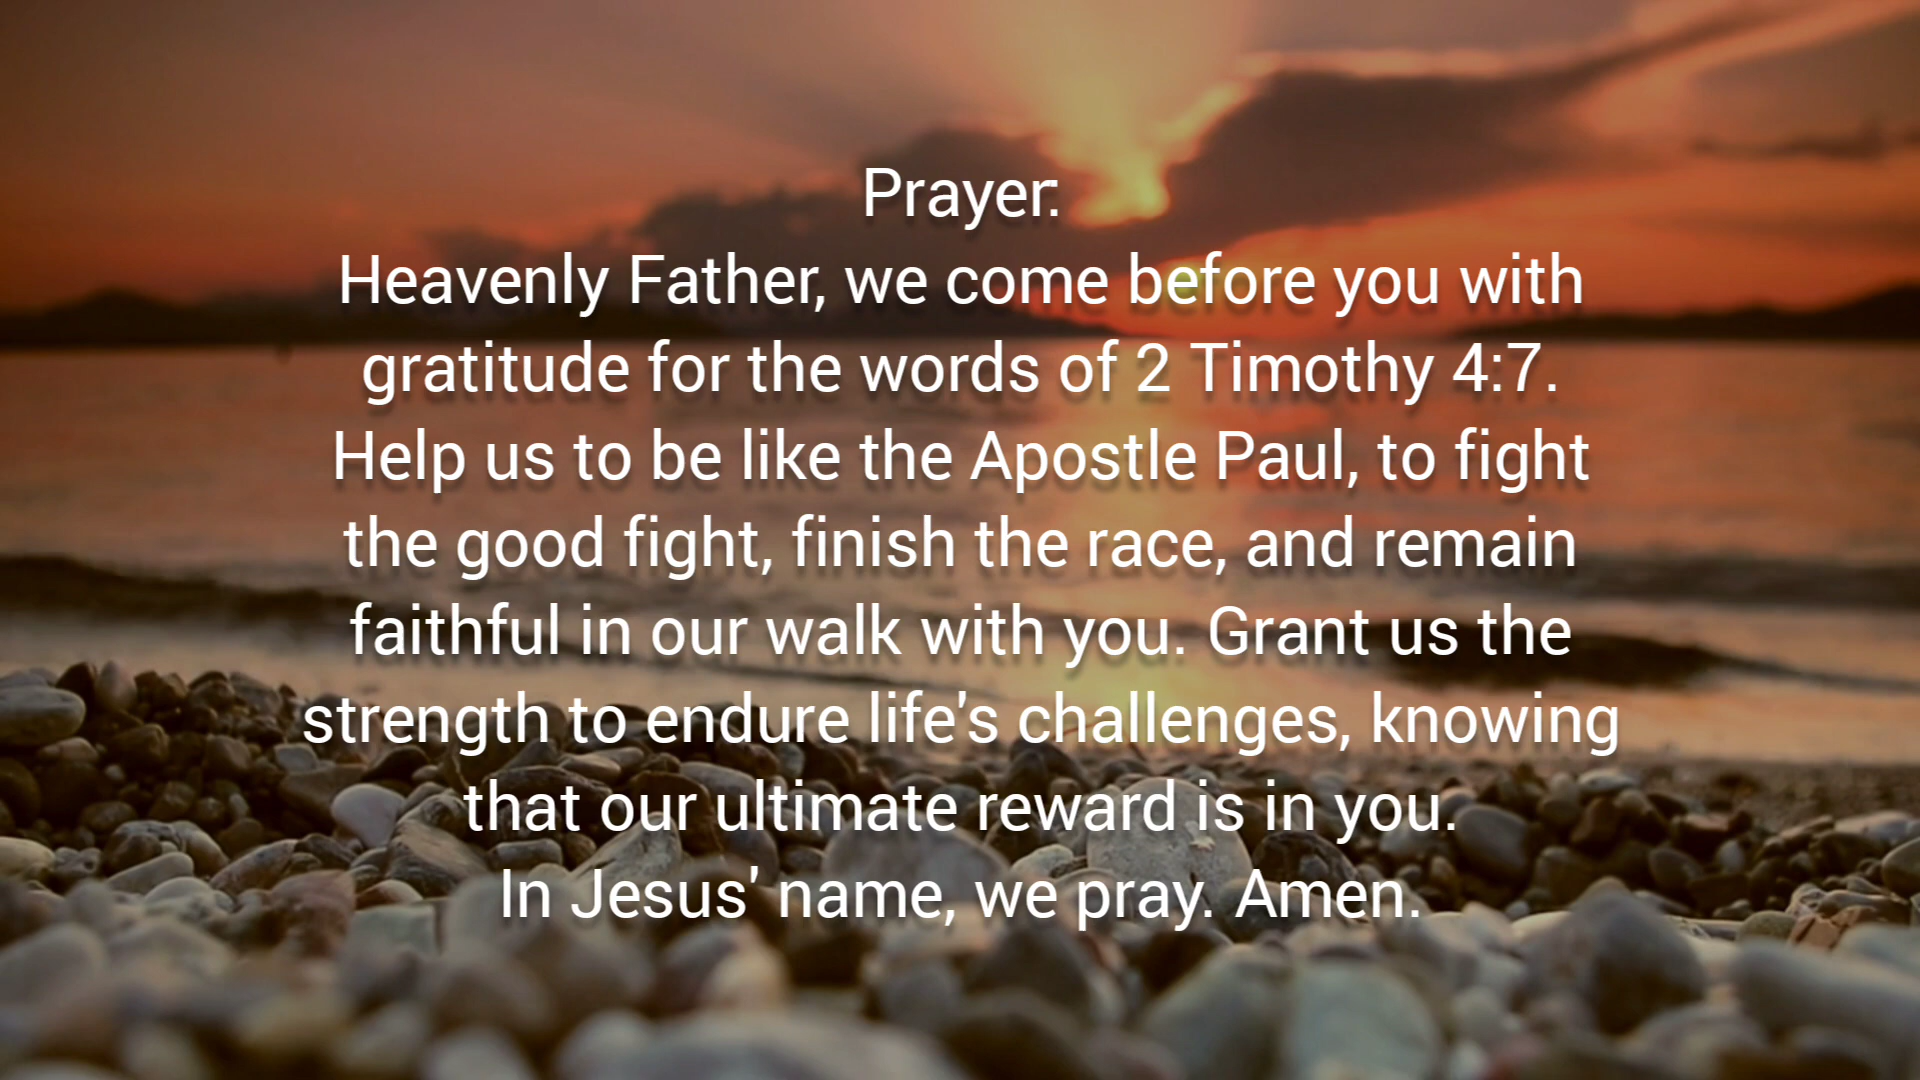 Prayer:
Heavenly Father, we come before you with
gratitude for the words of 2 Timothy 4:7.
Help us to be like the Apostle Paul, to fight
the good fight, finish the race, and remain
faithful in our walk with you. Grant us the
strength to endure life's challenges, knowing
that our ultimate reward is in you.
In Jesus' name, we pray. Amen.